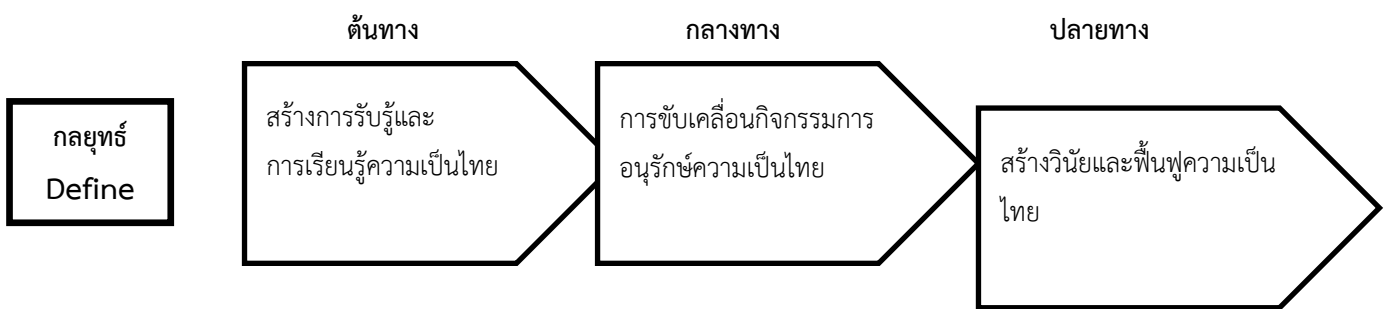 ต้นทาง
กลางทาง
ปลายทาง
กลยุทธ์
Define
สร้างการรับรู้และ
การเรียนรู้ความเป็นไทย
การขับเคลื่อนกิจกรรมการ
อนุรักษ์ความเป็นไทย
สร้างวินัยและฟื้นฟูความเป็น
ไทย